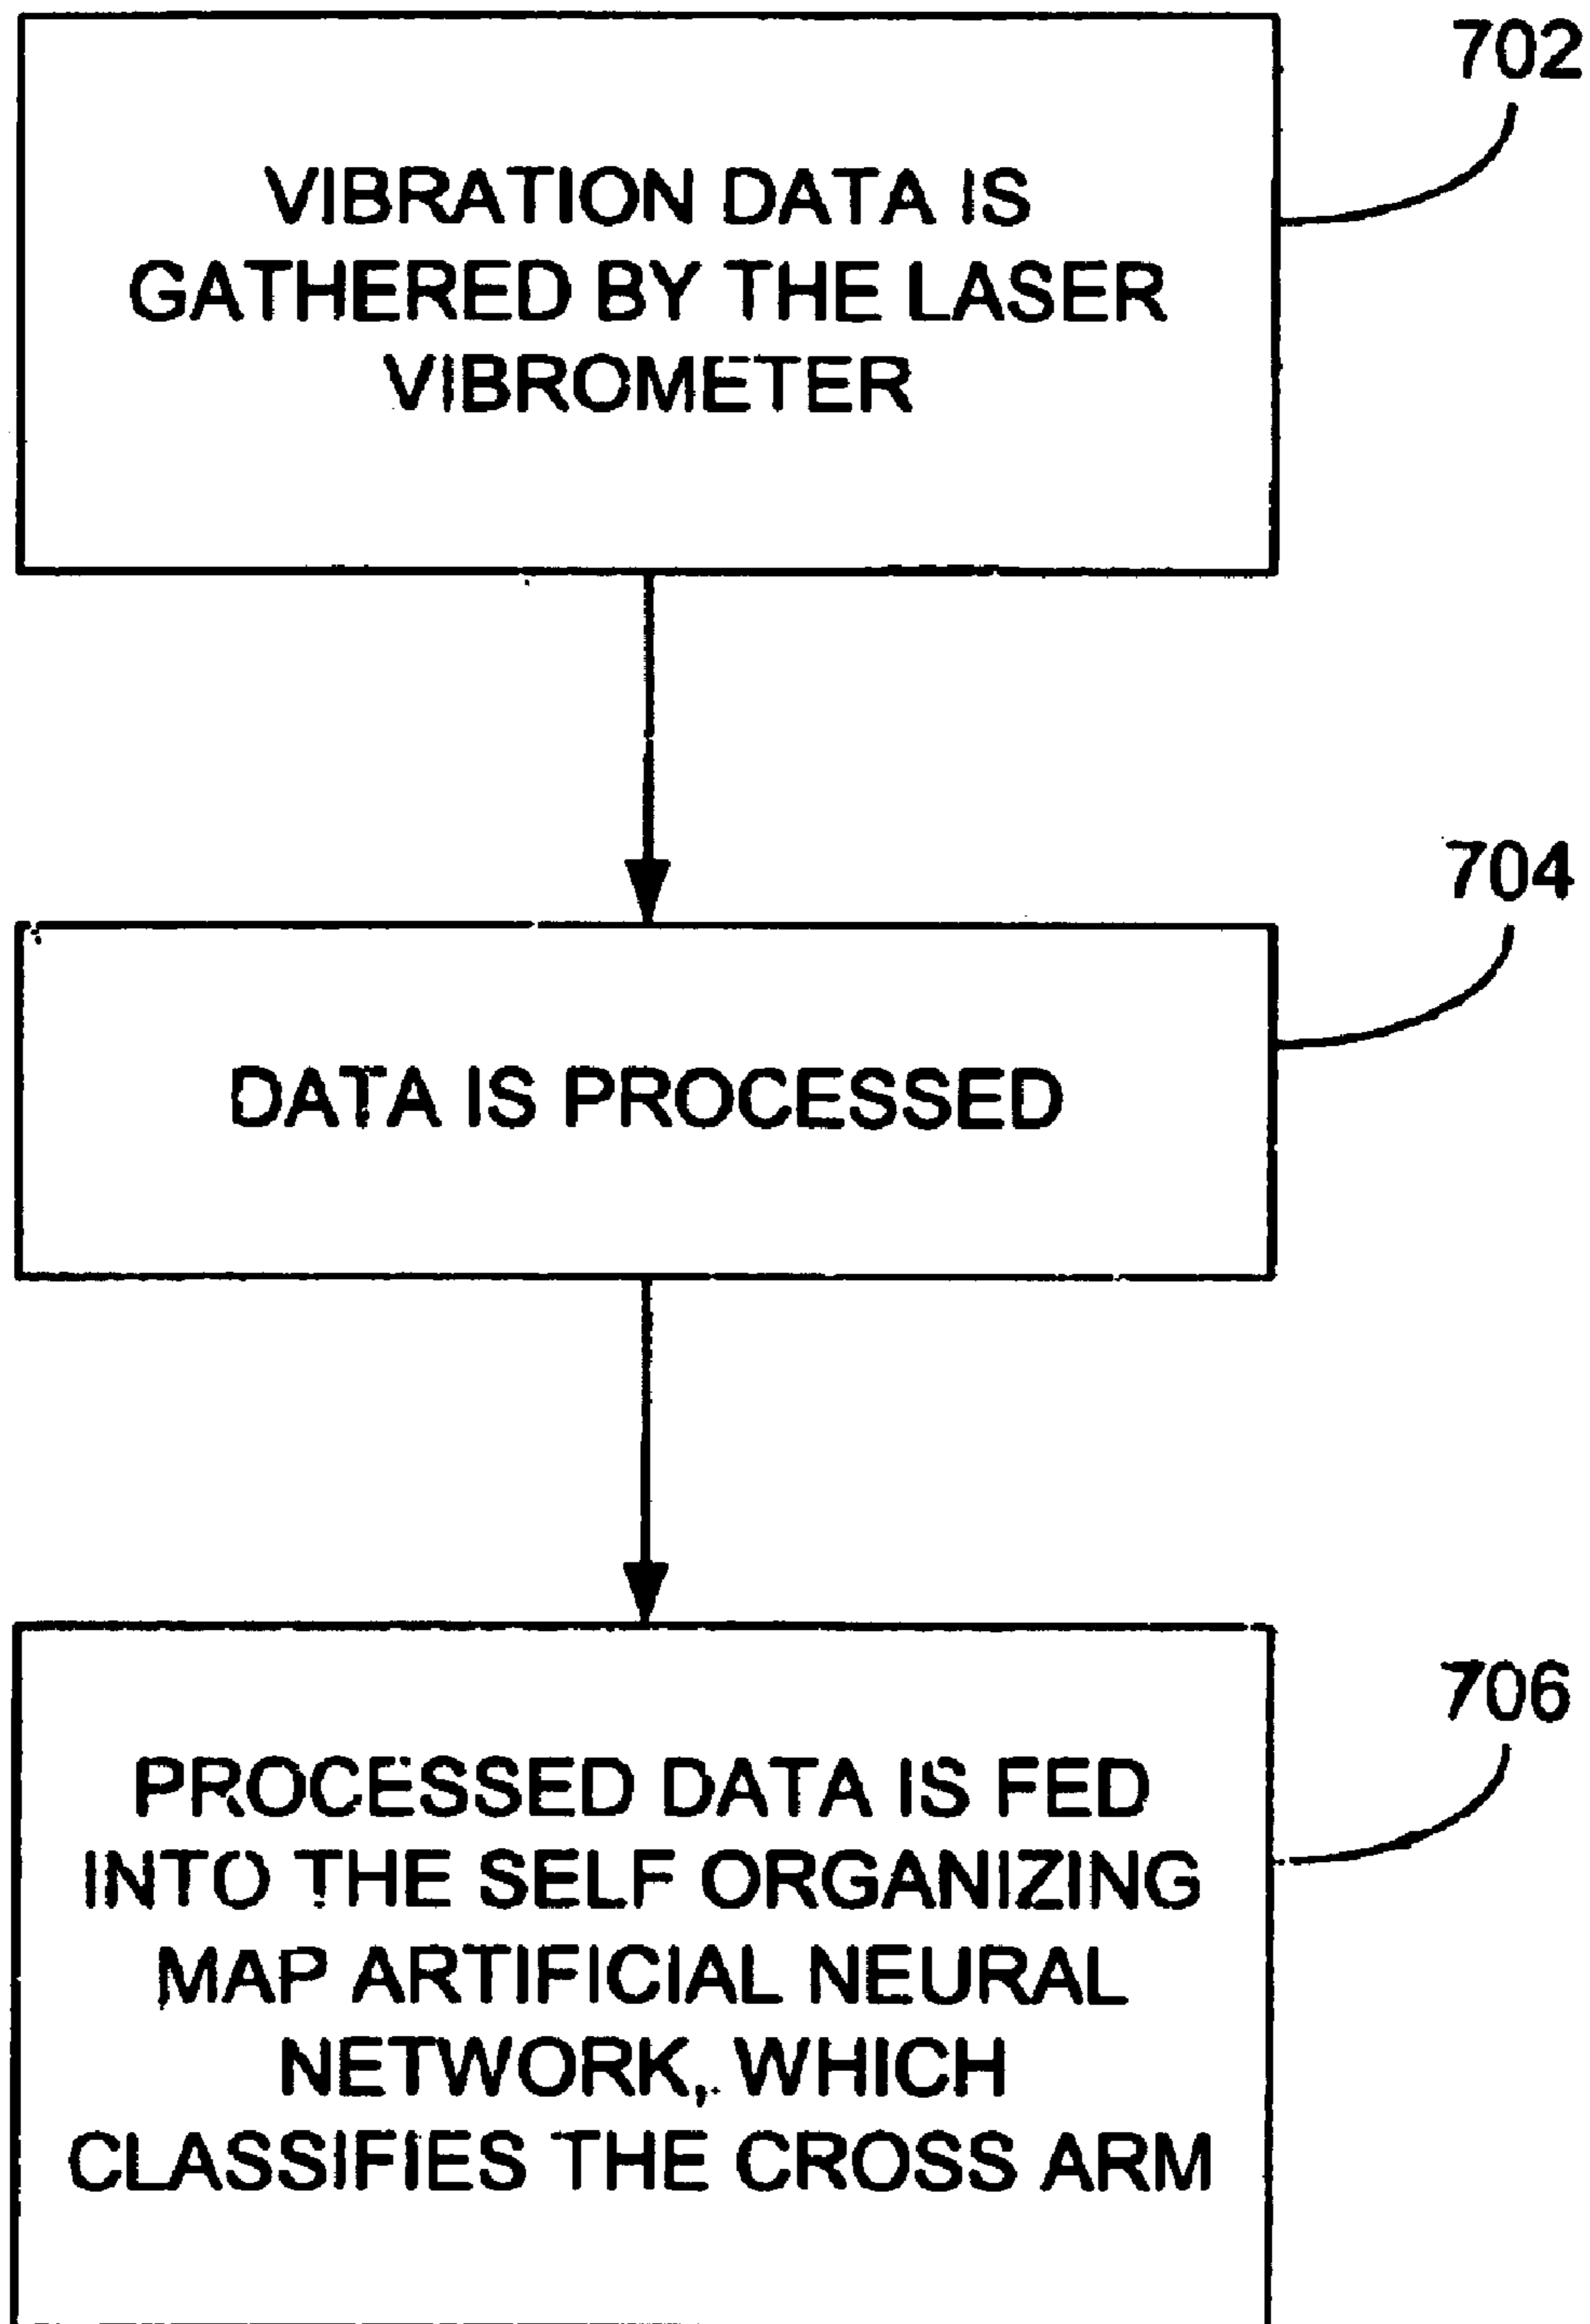 702
VIBRATION DATA IS
GATHERED BY THE LASER
VIBROMETER
704
DATA IS PROCESSED
706
PROCESSED DATA IS FED
INTO THE SELF ORGANIZING
MAP ARTIFICIAL NEURAL
NETWORK, WHICH
CLASSIFIES THE CROSS ARM